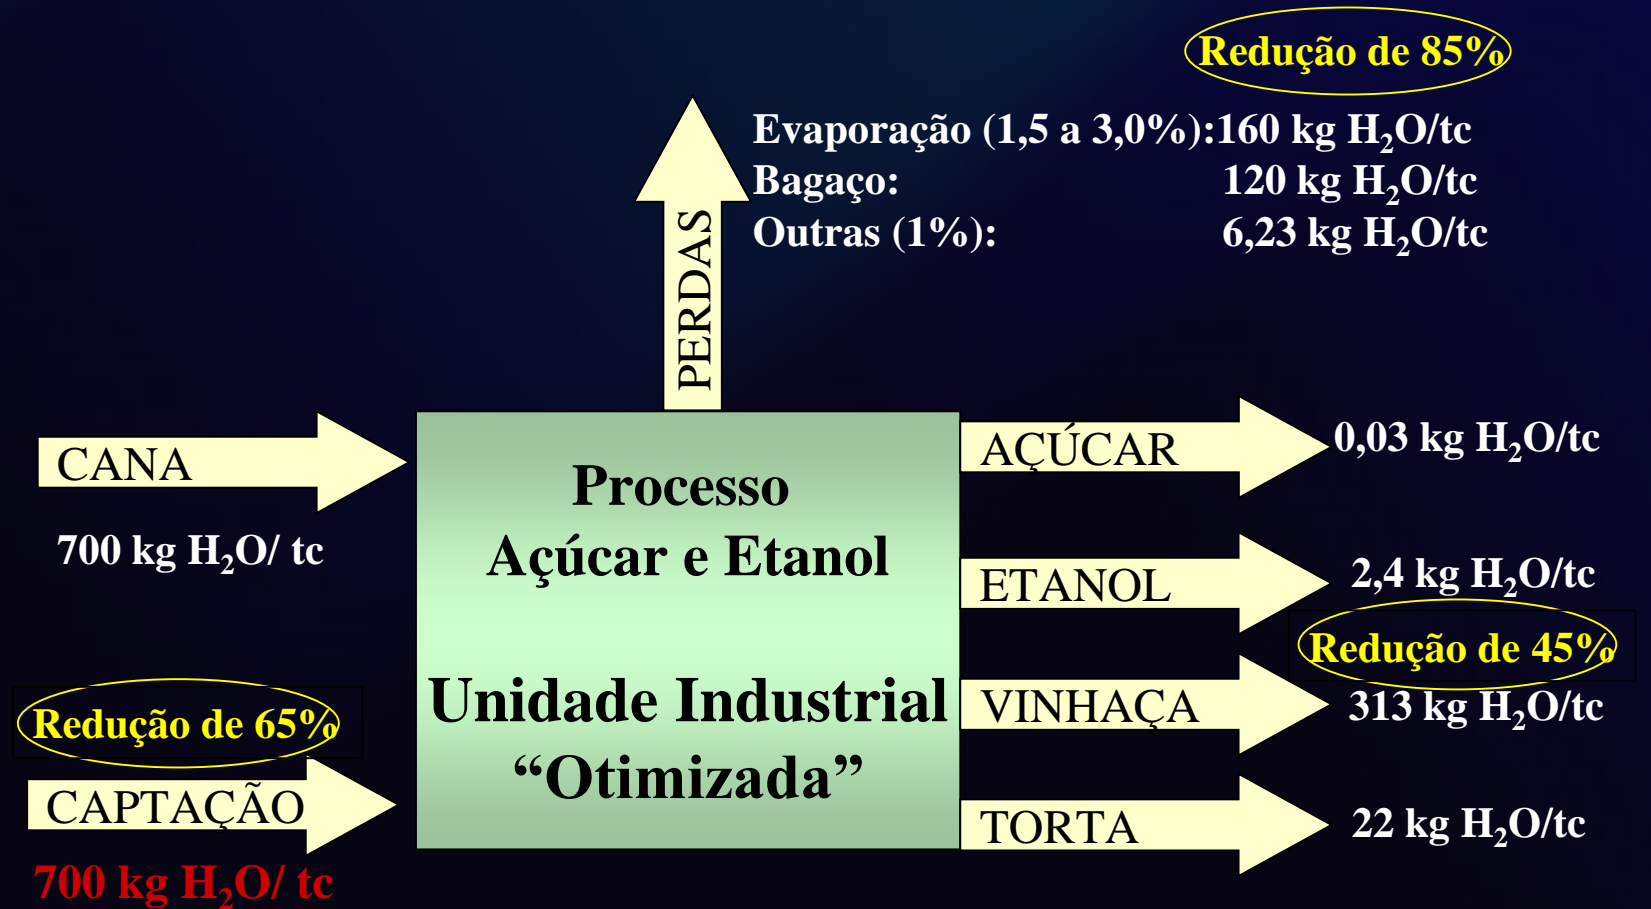 Redução de 85%
Evaporação (1,5 a 3,0%):160 kg H₂O/tc
Bagaço: 120 kg H₂O/tc
Outras (1%): 6,23 kg H₂O/tc
PERDAS
CANA
700 kg H₂O/ tc
Redução de 65%
CAPTAÇÃO
700 kg H₂O/ tc
Processo
Açúcar e Etanol
Unidade Industrial
“Otimizada”
AÇÚCAR 0,03 kg H₂O/tc
ETANOL 2,4 kg H₂O/tc
Redução de 45%
VINHAÇA 313 kg H₂O/tc
TORTA 22 kg H₂O/tc